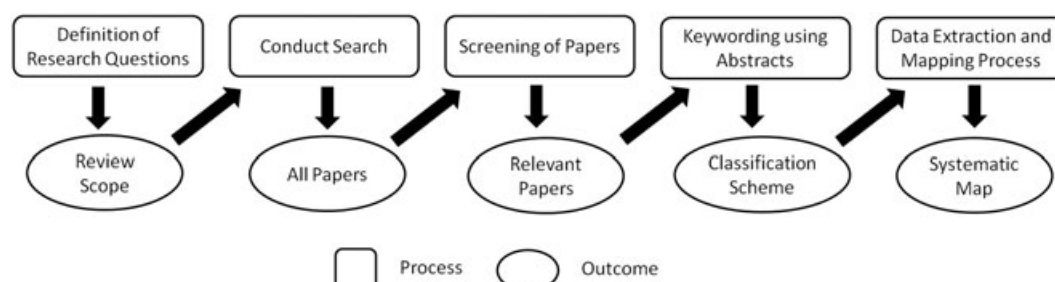 Definition of
Research Questions
Conduct Search
Screening of Papers
Keywording using
Abstracts
Data Extraction and
Mapping Process
Review
Scope
All Papers
Relevant
Papers
Classification
Scheme
Systematic
Map
Process
Outcome